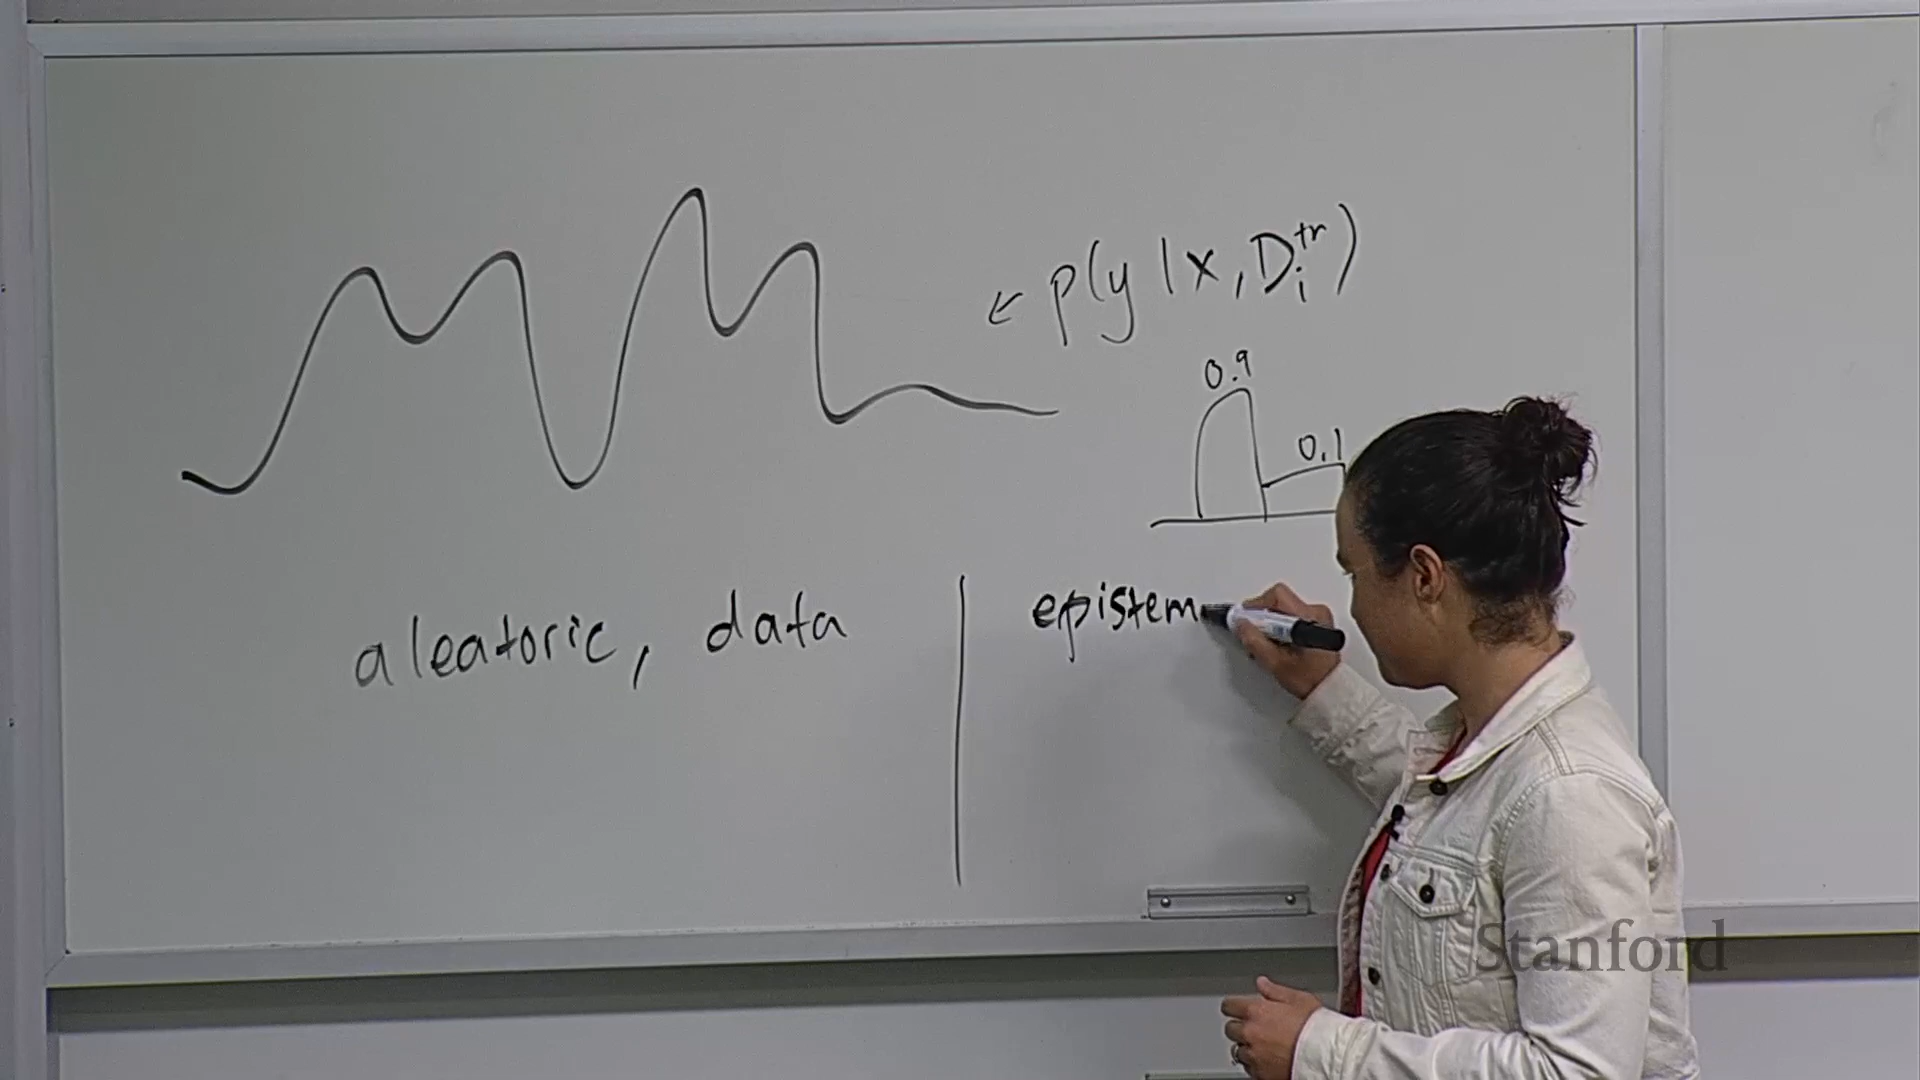 ← p(y | x, D_i^tr)
0.9
0.1
aleatoric, data | epistem
Stanford